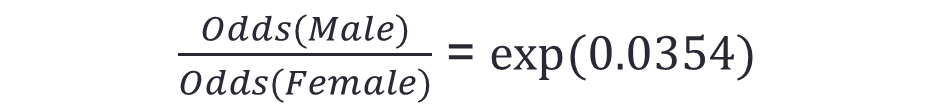 Odds(Male)
Odds(Female)
= exp(0.0354)